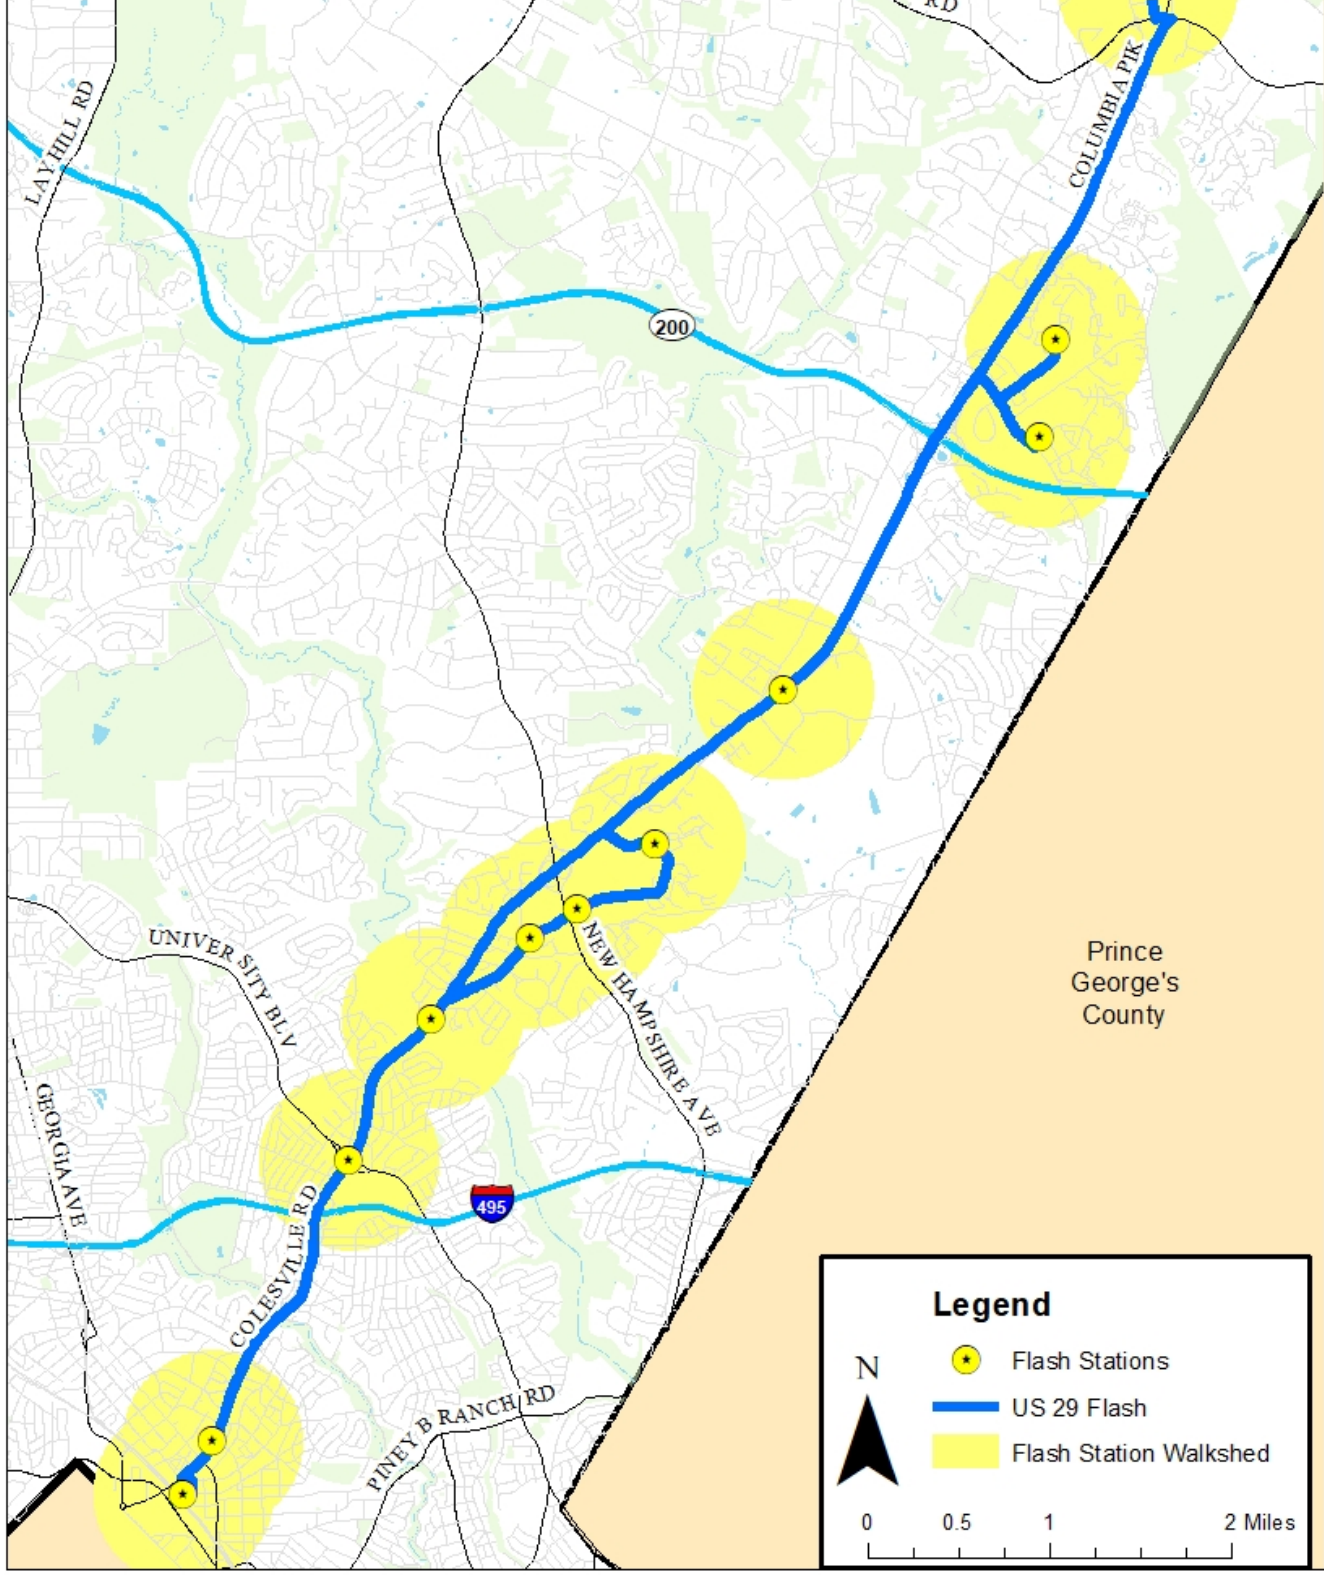 RD
COLUMBIA PIK
LAYHILL RD
200
UNIVERSITY BLV
NEW HAMPSHIRE AVE
Prince
George's
County
GEORGIA AVE
495
COLESVILLE RD
PINEY B RANCH RD
Legend
N
Flash Stations
US 29 Flash
Flash Station Walkshed
0 0.5 1 2 Miles